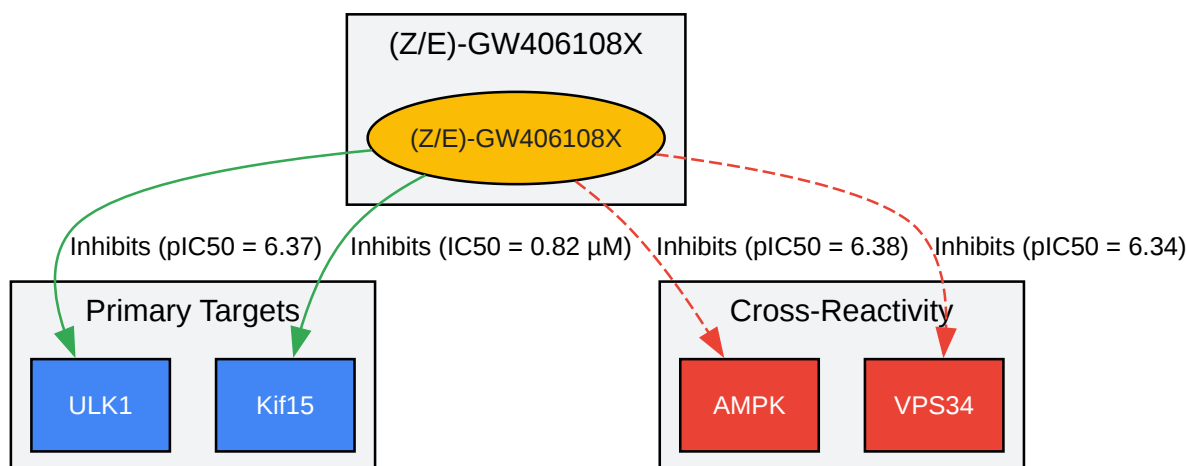 (Z/E)-GW406108X
(Z/E)-GW406108X
Inhibits (pIC50 = 6.37)
Inhibits (IC50 = 0.82 µM)
Inhibits (pIC50 = 6.38)
Inhibits (pIC50 = 6.34)
Primary Targets
Cross-Reactivity
ULK1
Kif15
AMPK
VPS34